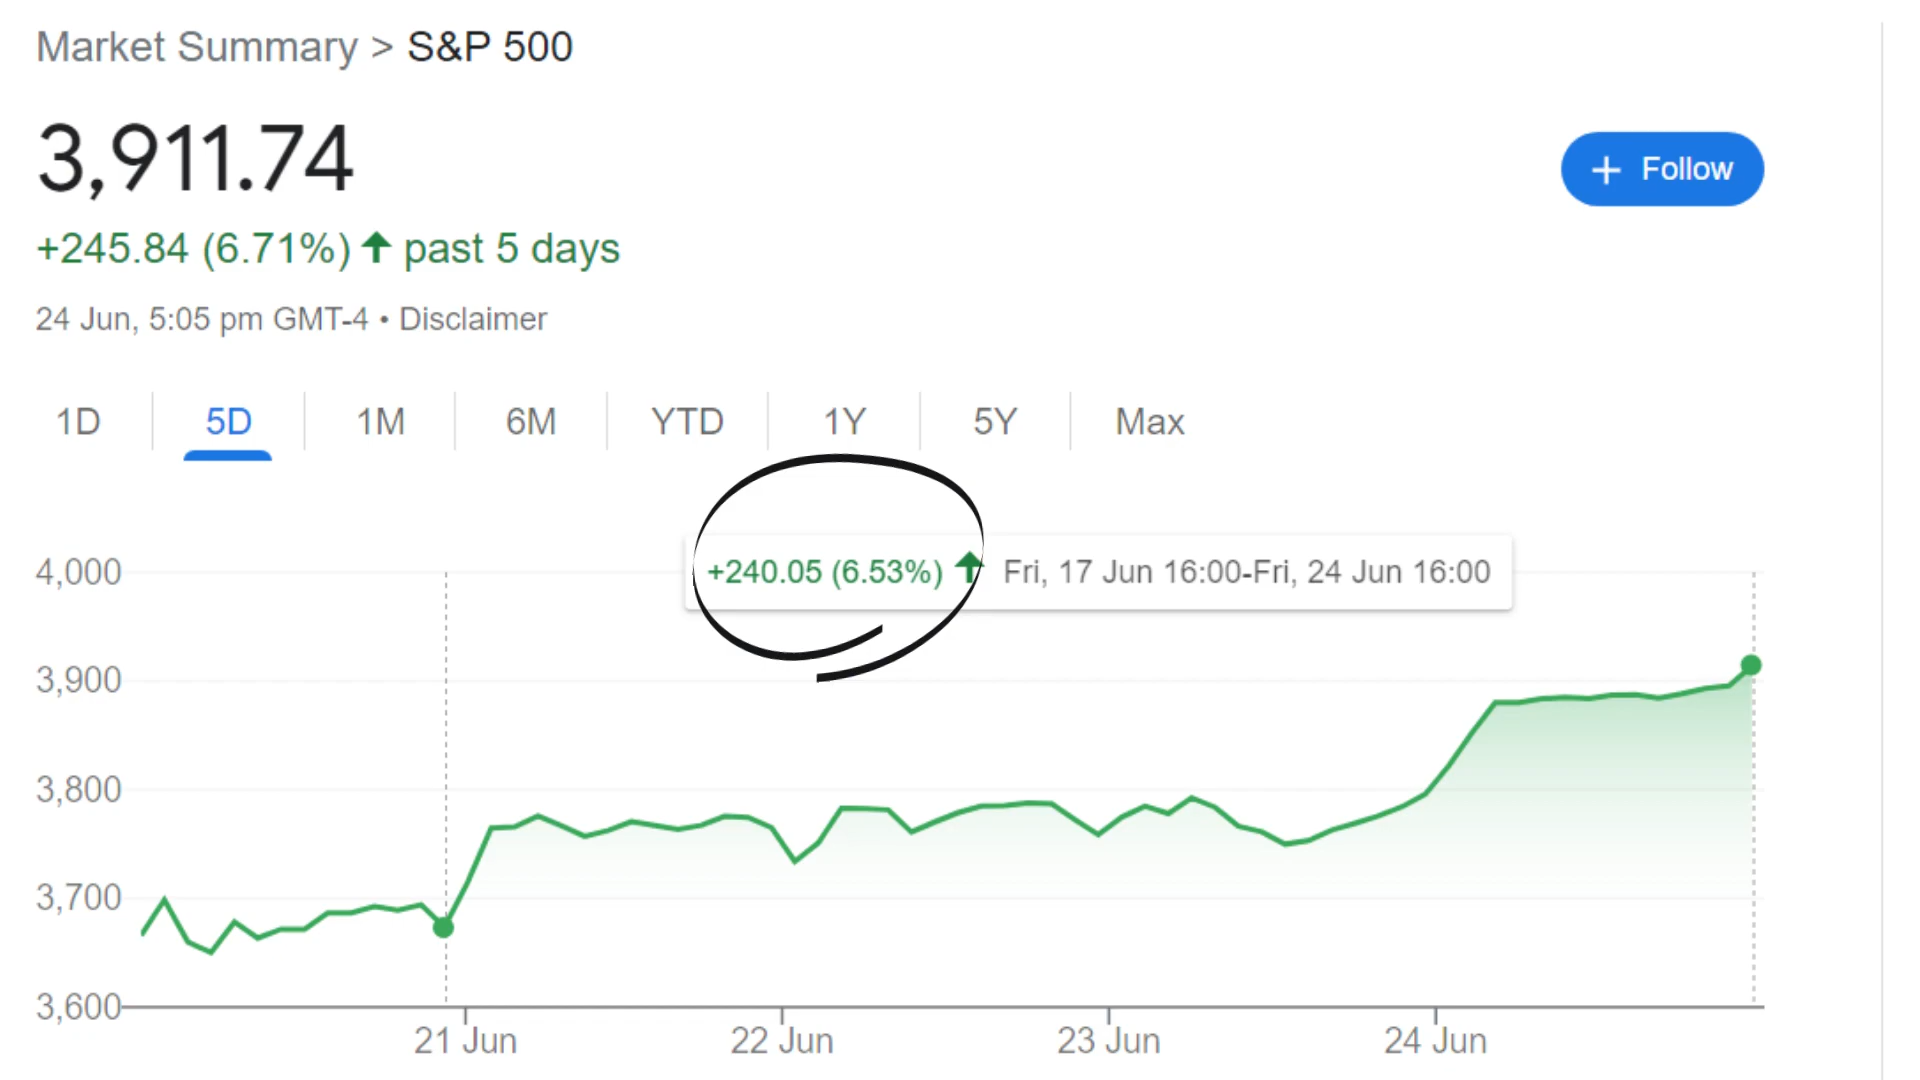 Market Summary > S&P 500
3,911.74
+ Follow
+245.84 (6.71%) ↑ past 5 days
24 Jun, 5:05 pm GMT-4 • Disclaimer
1D 5D 1M 6M YTD 1Y 5Y Max
+240.05 (6.53%) ↑ Fri, 17 Jun 16:00-Fri, 24 Jun 16:00
4,000
3,900
3,800
3,700
3,600
21 Jun 22 Jun 23 Jun 24 Jun